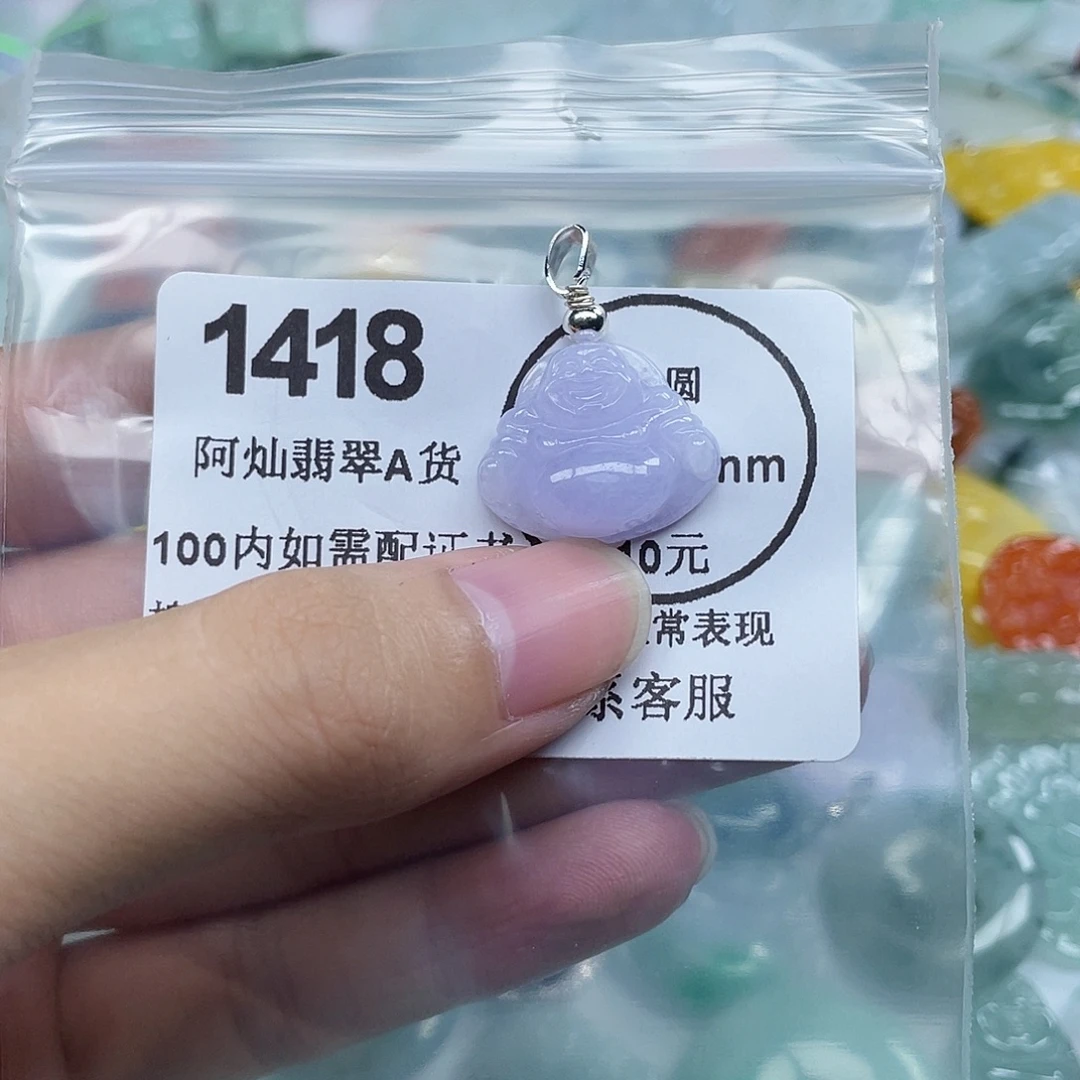 1418
圆
阿灿翡翠A货
mm
100内如需配证 10元
常表现
系客服